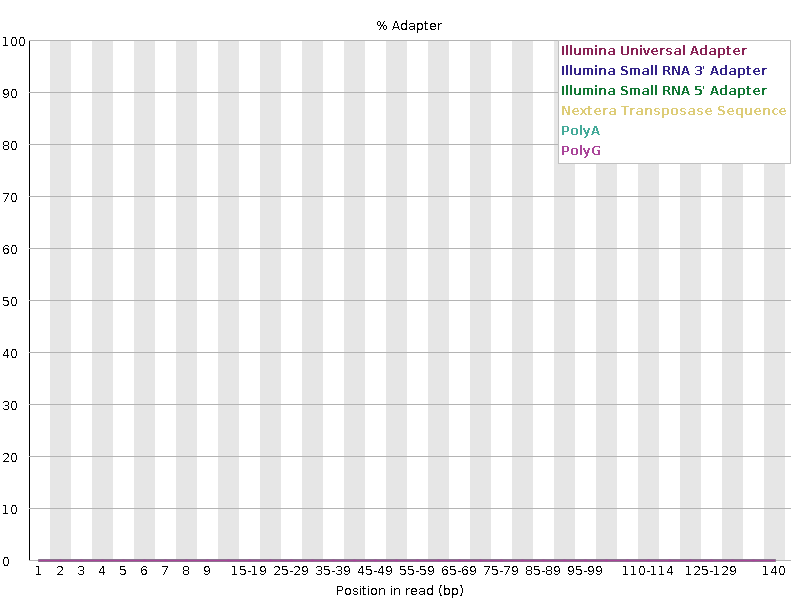 % Adapter
100
90
80
70
60
50
40
30
20
10
0
Illumina Universal Adapter
Illumina Small RNA 3' Adapter
Illumina Small RNA 5' Adapter
Nextera Transposase Sequence
PolyA
PolyG
1 2 3 4 5 6 7 8 9 15-19 25-29 35-39 45-49 55-59 65-69 75-79 85-89 95-99 110-114 125-129 140
Position in read (bp)